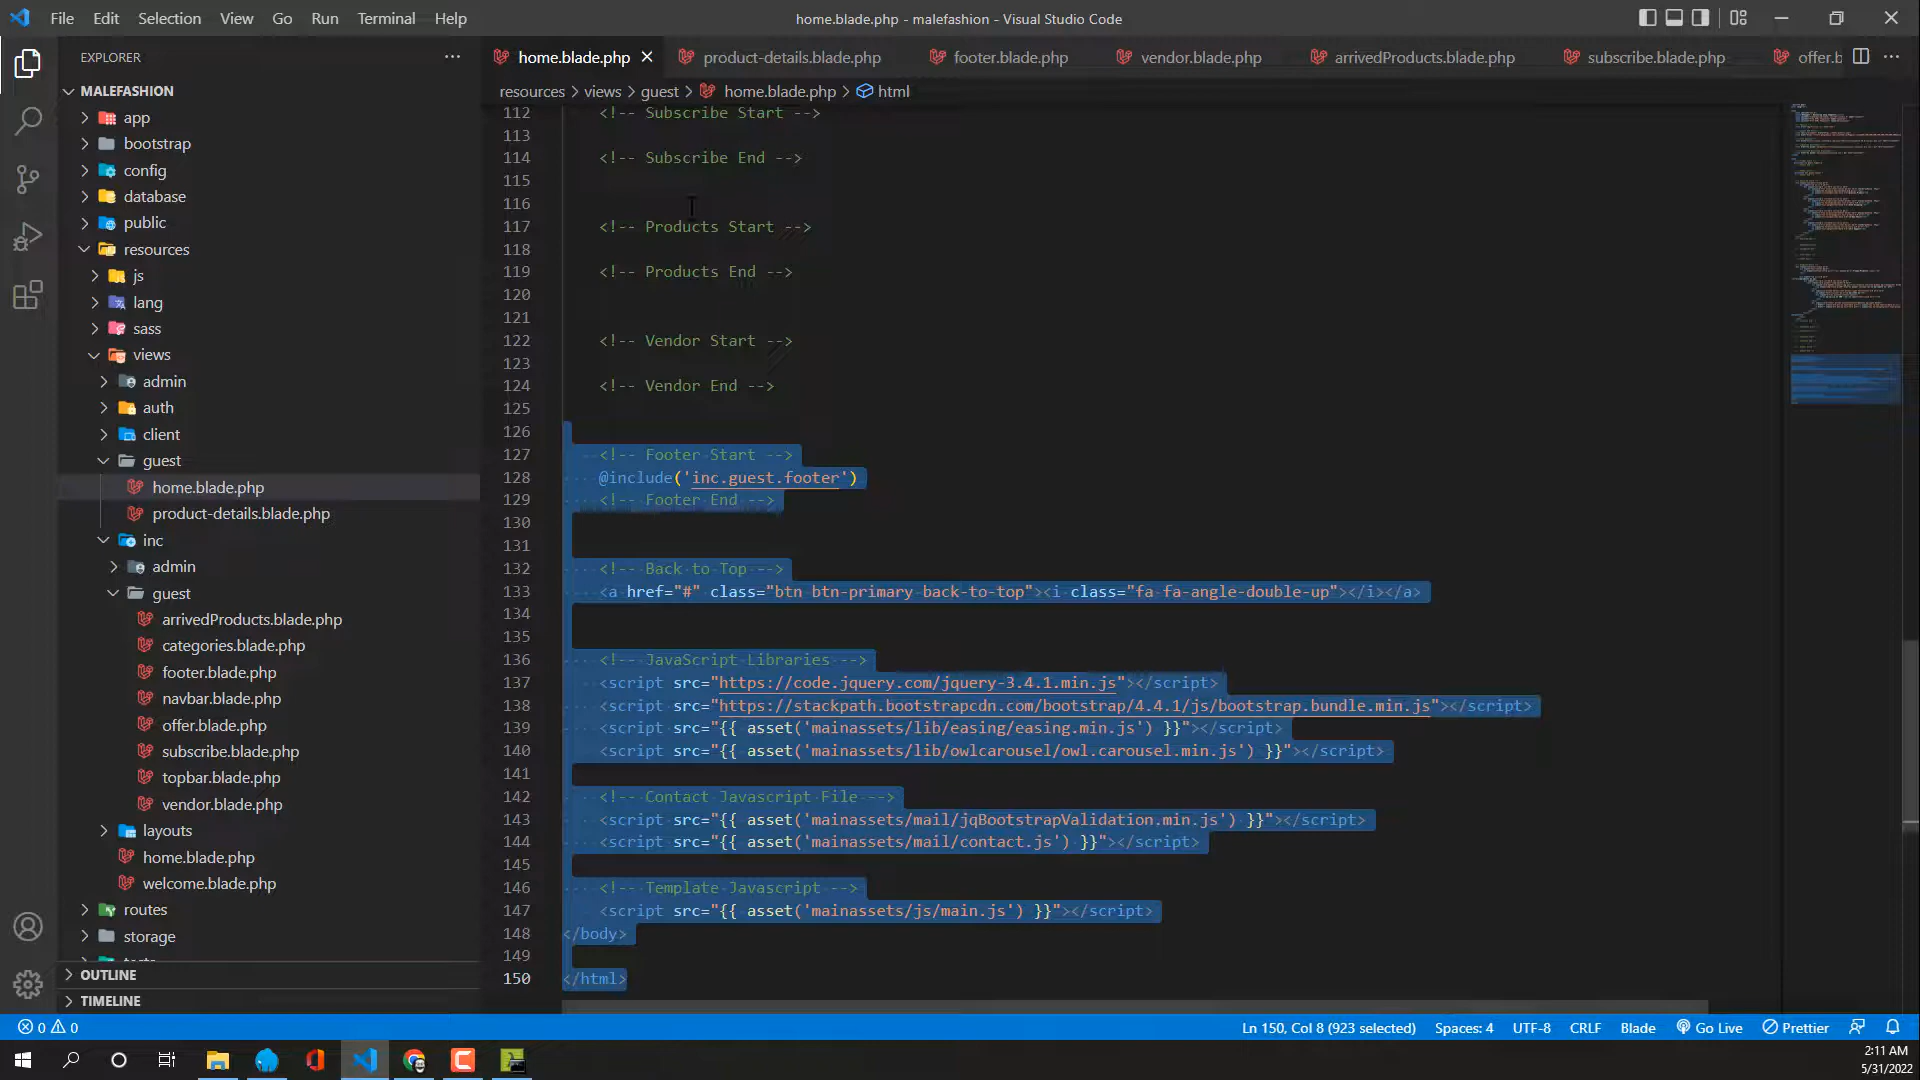 File Edit Selection View Go Run Terminal Help
home.blade.php - malefashion - Visual Studio Code
EXPLORER
MALEFASHION
app
bootstrap
config
database
public
resources
js
lang
sass
views
admin
auth
client
guest
home.blade.php
product-details.blade.php
inc
admin
guest
arrivedProducts.blade.php
categories.blade.php
footer.blade.php
navbar.blade.php
offer.blade.php
subscribe.blade.php
topbar.blade.php
vendor.blade.php
layouts
home.blade.php
welcome.blade.php
routes
storage
OUTLINE
TIMELINE
home.blade.php product-details.blade.php footer.blade.php vendor.blade.php arrivedProducts.blade.php subscribe.blade.php offer.b
resources > views > guest > home.blade.php > html
112 <!-- Subscribe Start -->
113
114 <!-- Subscribe End -->
115
116
117 <!-- Products Start -->
118
119 <!-- Products End -->
120
121
122 <!-- Vendor Start -->
123
124 <!-- Vendor End -->
125
126
127 <!-- Footer Start -->
128 @include('inc.guest.footer')
129 <!-- Footer End -->
130
131
132 <!-- Back to Top -->
133 <a href="#" class="btn btn-primary back-to-top"><i class="fa fa-angle-double-up"></i></a>
134
135
136 <!-- JavaScript Libraries -->
137 <script src="https://code.jquery.com/jquery-3.4.1.min.js"></script>
138 <script src="https://stackpath.bootstrapcdn.com/bootstrap/4.4.1/js/bootstrap.bundle.min.js"></script>
139 <script src="{{ asset('mainassets/lib/easing/easing.min.js') }}"></script>
140 <script src="{{ asset('mainassets/lib/owlcarousel/owl.carousel.min.js') }}"></script>
141
142 <!-- Contact Javascript File -->
143 <script src="{{ asset('mainassets/mail/jqBootstrapValidation.min.js') }}"></script>
144 <script src="{{ asset('mainassets/mail/contact.js') }}"></script>
145
146 <!-- Template Javascript -->
147 <script src="{{ asset('mainassets/js/main.js') }}"></script>
148 </body>
149
150 </html>
0 0
Ln 150, Col 8 (923 selected) Spaces: 4 UTF-8 CRLF Blade Go Live Prettier
2:11 AM
5/31/2022